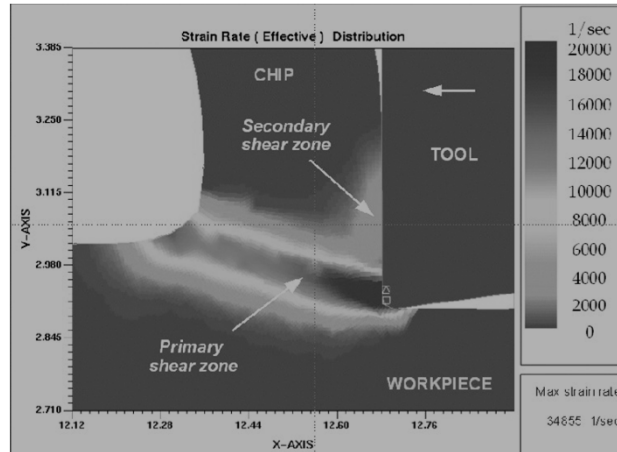 Strain Rate ( Effective ) Distribution
1/sec
3.385
3.250
3.115
2.980
2.845
2.710
Y-AXIS
CHIP
Secondary
shear zone
TOOL
Primary
shear zone
WORKPIECE
12.12
12.28
12.44
12.60
12.76
X-AXIS
20000
18000
16000
14000
12000
10000
8000
6000
4000
2000
0
Max strain rate
34855 1/sec